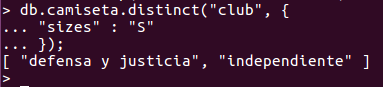 > db.camiseta.distinct("club", {
... "sizes" : "S"
... });
[ "defensa y justicia", "independiente" ]
>